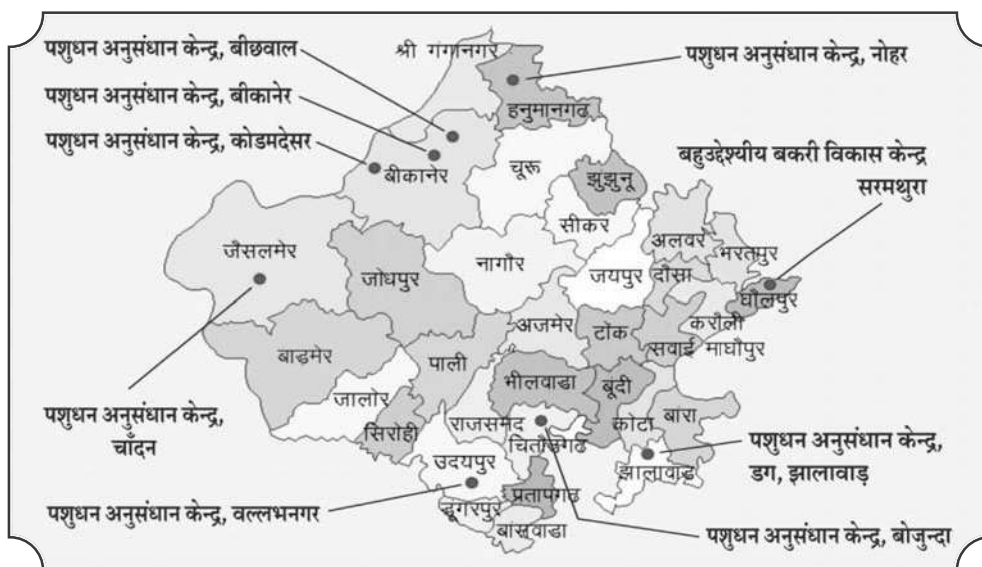 पशुधन अनुसंधान केन्द्र, बीछवाल
श्री गंगानगर
पशुधन अनुसंधान केन्द्र, नोहर
पशुधन अनुसंधान केन्द्र, बीकानेर
हनुमानगढ
पशुधन अनुसंधान केन्द्र, कोडमदेसर
बहुउद्देश्यीय बकरी विकास केन्द्र
सरमथुरा
बीकानेर
चूरू
झुझुनू
सीकर
अलवर
भरतपुर
जैसलमेर
जोधपुर
नागौर
जयपुर
दौसा
धौलपुर
करौली
अजमेर
टोंक
सवाई माधौपुर
बाडमेर
पाली
भीलवाडा
बूंदी
जालोर
सिरोही
राजसमंद
चितौडगढ
कोटा
बारा
पशुधन अनुसंधान केन्द्र,
चाँदन
पशुधन अनुसंधान केन्द्र,
डग, झालावाड़
उदयपुर
झालावाड
प्रतापगढ
पशुधन अनुसंधान केन्द्र, वल्लभनगर
डूगरपुर
बांसवाडा
पशुधन अनुसंधान केन्द्र, बोजुन्दा